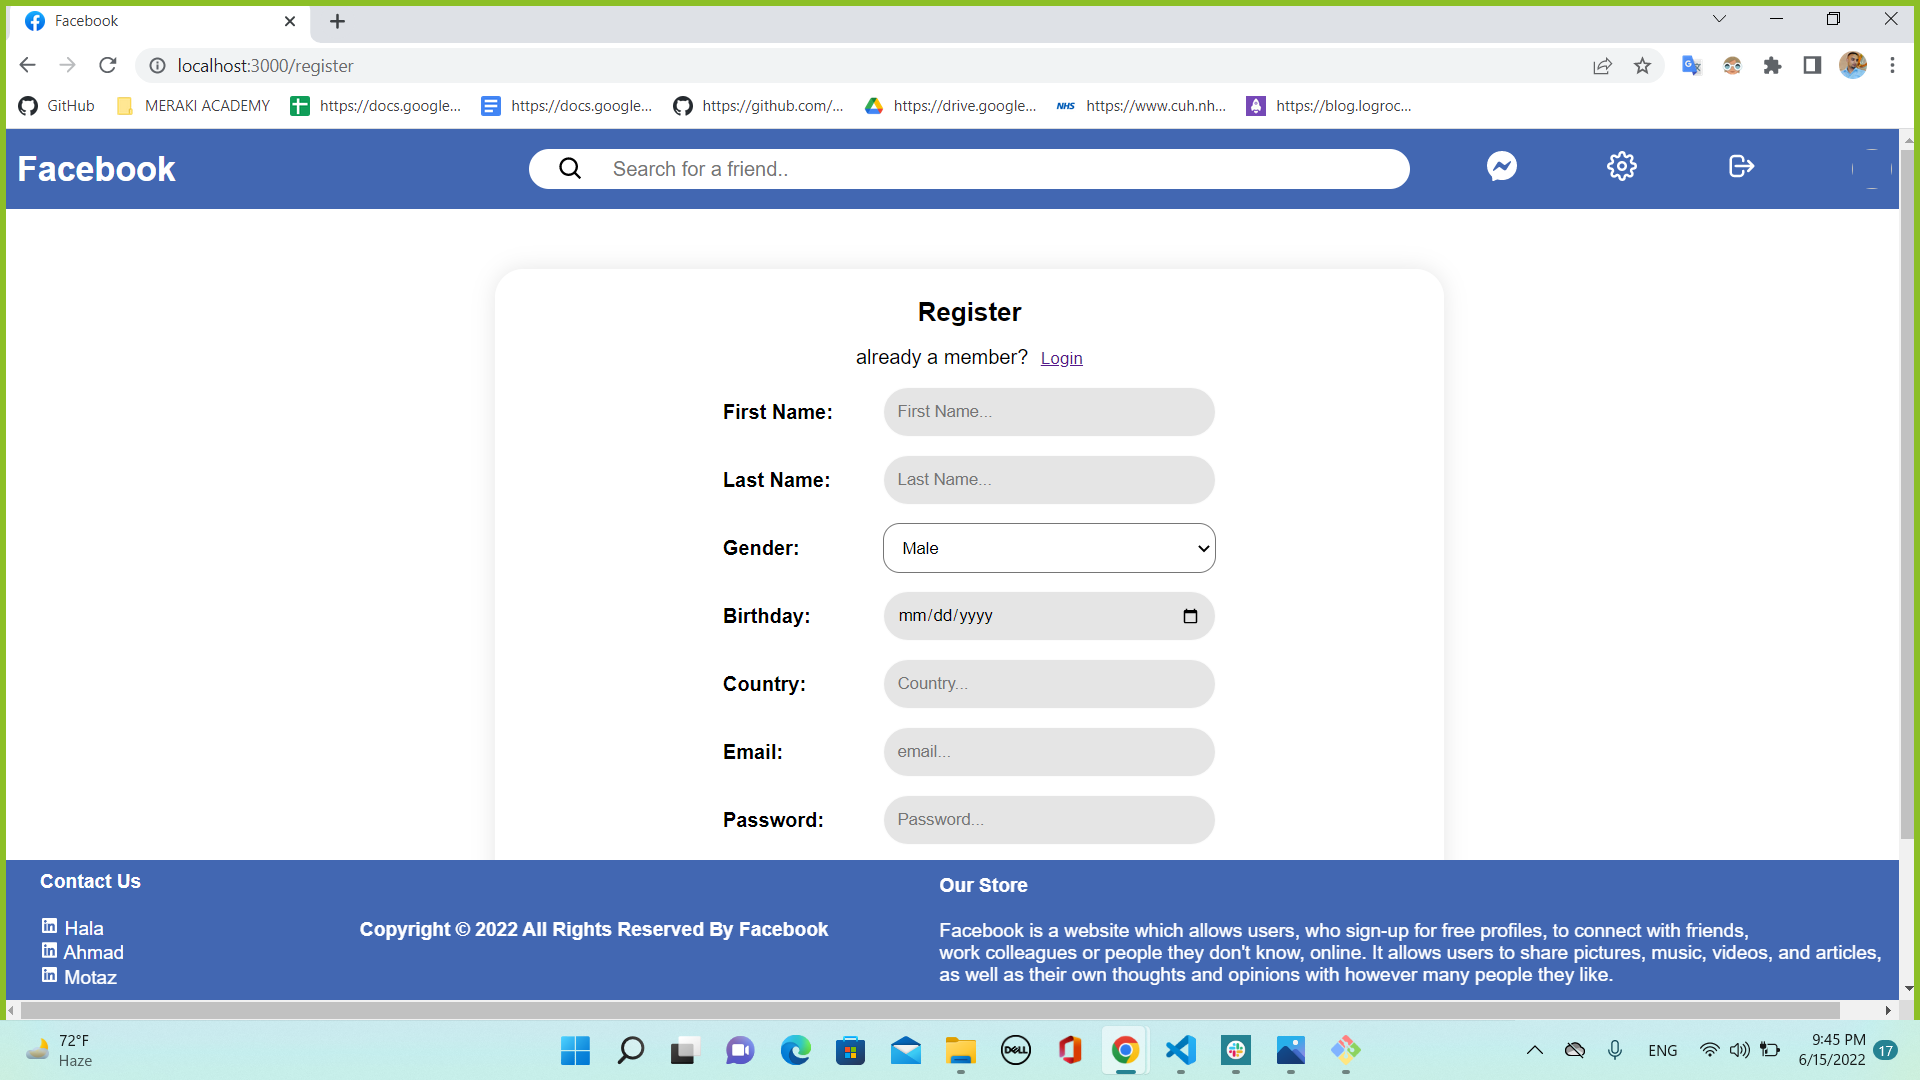 Facebook
localhost:3000/register
GitHub MERAKI ACADEMY https://docs.google... https://docs.google... https://github.com/... https://drive.google... NHS https://www.cuh.nh... https://blog.logroc...
Facebook Search for a friend..
Register
already a member? Login
First Name: First Name...
Last Name: Last Name...
Gender: Male
Birthday: mm/dd/yyyy
Country: Country...
Email: email...
Password: Password...
Contact Us
Hala
Ahmad
Motaz
Copyright © 2022 All Rights Reserved By Facebook
Our Store
Facebook is a website which allows users, who sign-up for free profiles, to connect with friends,
work colleagues or people they don't know, online. It allows users to share pictures, music, videos, and articles,
as well as their own thoughts and opinions with however many people they like.
72°F
Haze
DELL
ENG
9:45 PM
6/15/2022
17